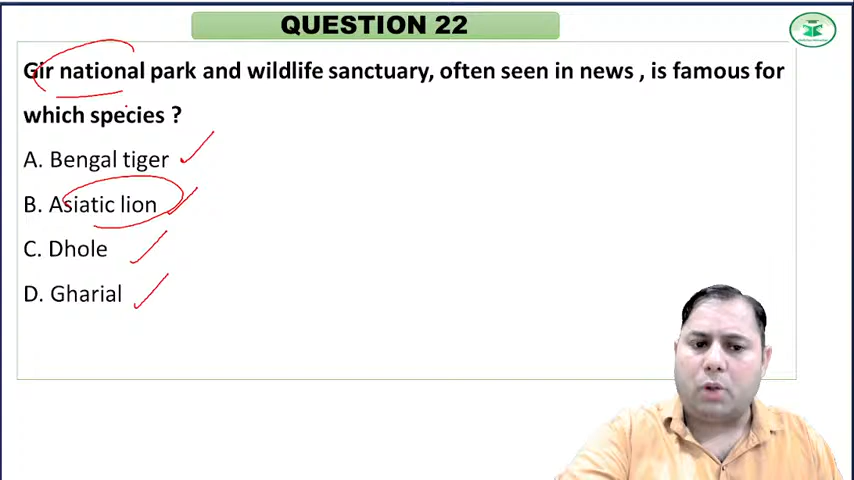 QUESTION 22
Gir national park and wildlife sanctuary, often seen in news , is famous for
which species ?
A. Bengal tiger
B. Asiatic lion
C. Dhole
D. Gharial